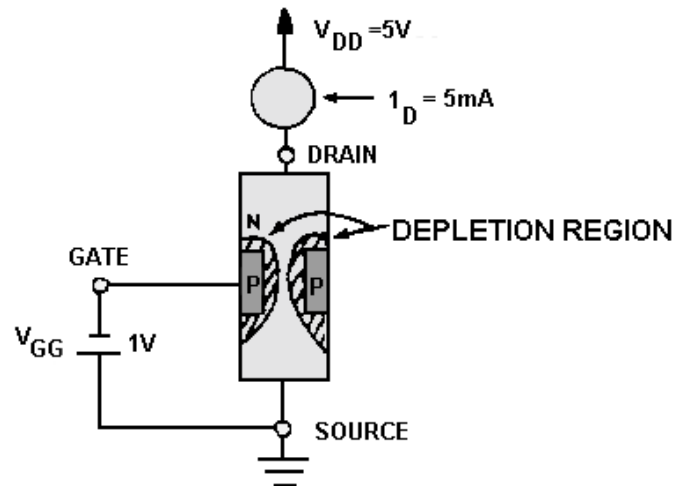 V_DD =5V
1_D = 5mA
DRAIN
N
DEPLETION REGION
GATE
P P
V_GG 1V
SOURCE